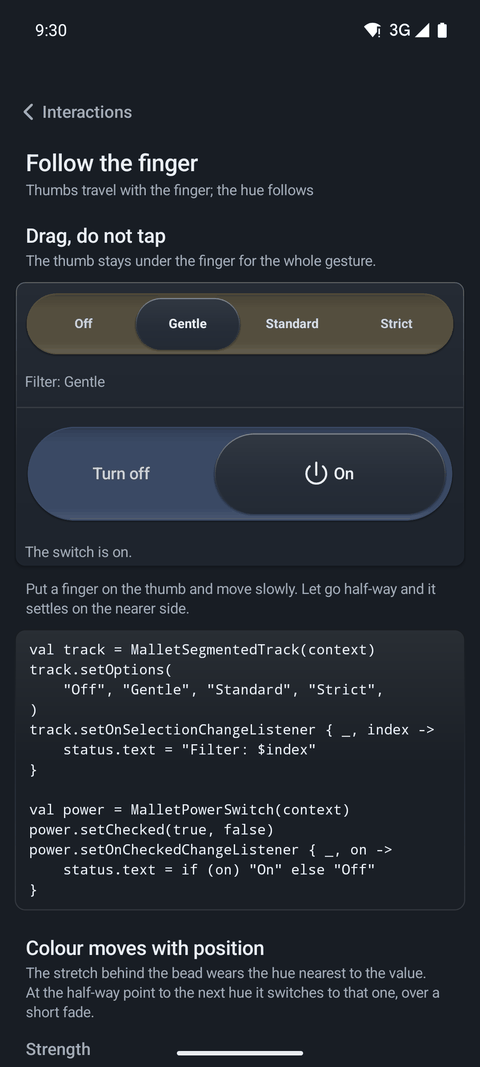 9:30
3G
Interactions
Follow the finger
Thumbs travel with the finger; the hue follows
Drag, do not tap
The thumb stays under the finger for the whole gesture.
Off
Gentle
Standard
Strict
Filter: Gentle
Turn off
On
The switch is on.
Put a finger on the thumb and move slowly. Let go half-way and it
settles on the nearer side.
val track = MalletSegmentedTrack(context)
track.setOptions(
    "Off", "Gentle", "Standard", "Strict",
)
track.setOnSelectionChangeListener { _, index ->
    status.text = "Filter: $index"
}

val power = MalletPowerSwitch(context)
power.setChecked(true, false)
power.setOnCheckedChangeListener { _, on ->
    status.text = if (on) "On" else "Off"
}
Colour moves with position
The stretch behind the bead wears the hue nearest to the value.
At the half-way point to the next hue it switches to that one, over a
short fade.
Strength